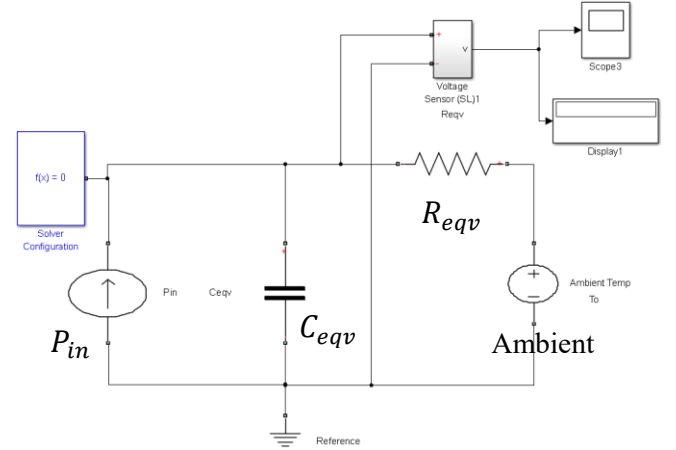 +
-
V
Voltage
Sensor (SL)1
Reqv
Scope3
Display1
f(x) = 0
Solver
Configuration
- +
R_eqv
+
Pin
Ceqv
P_in
C_eqv
+
−
Ambient Temp
To
Ambient
Reference